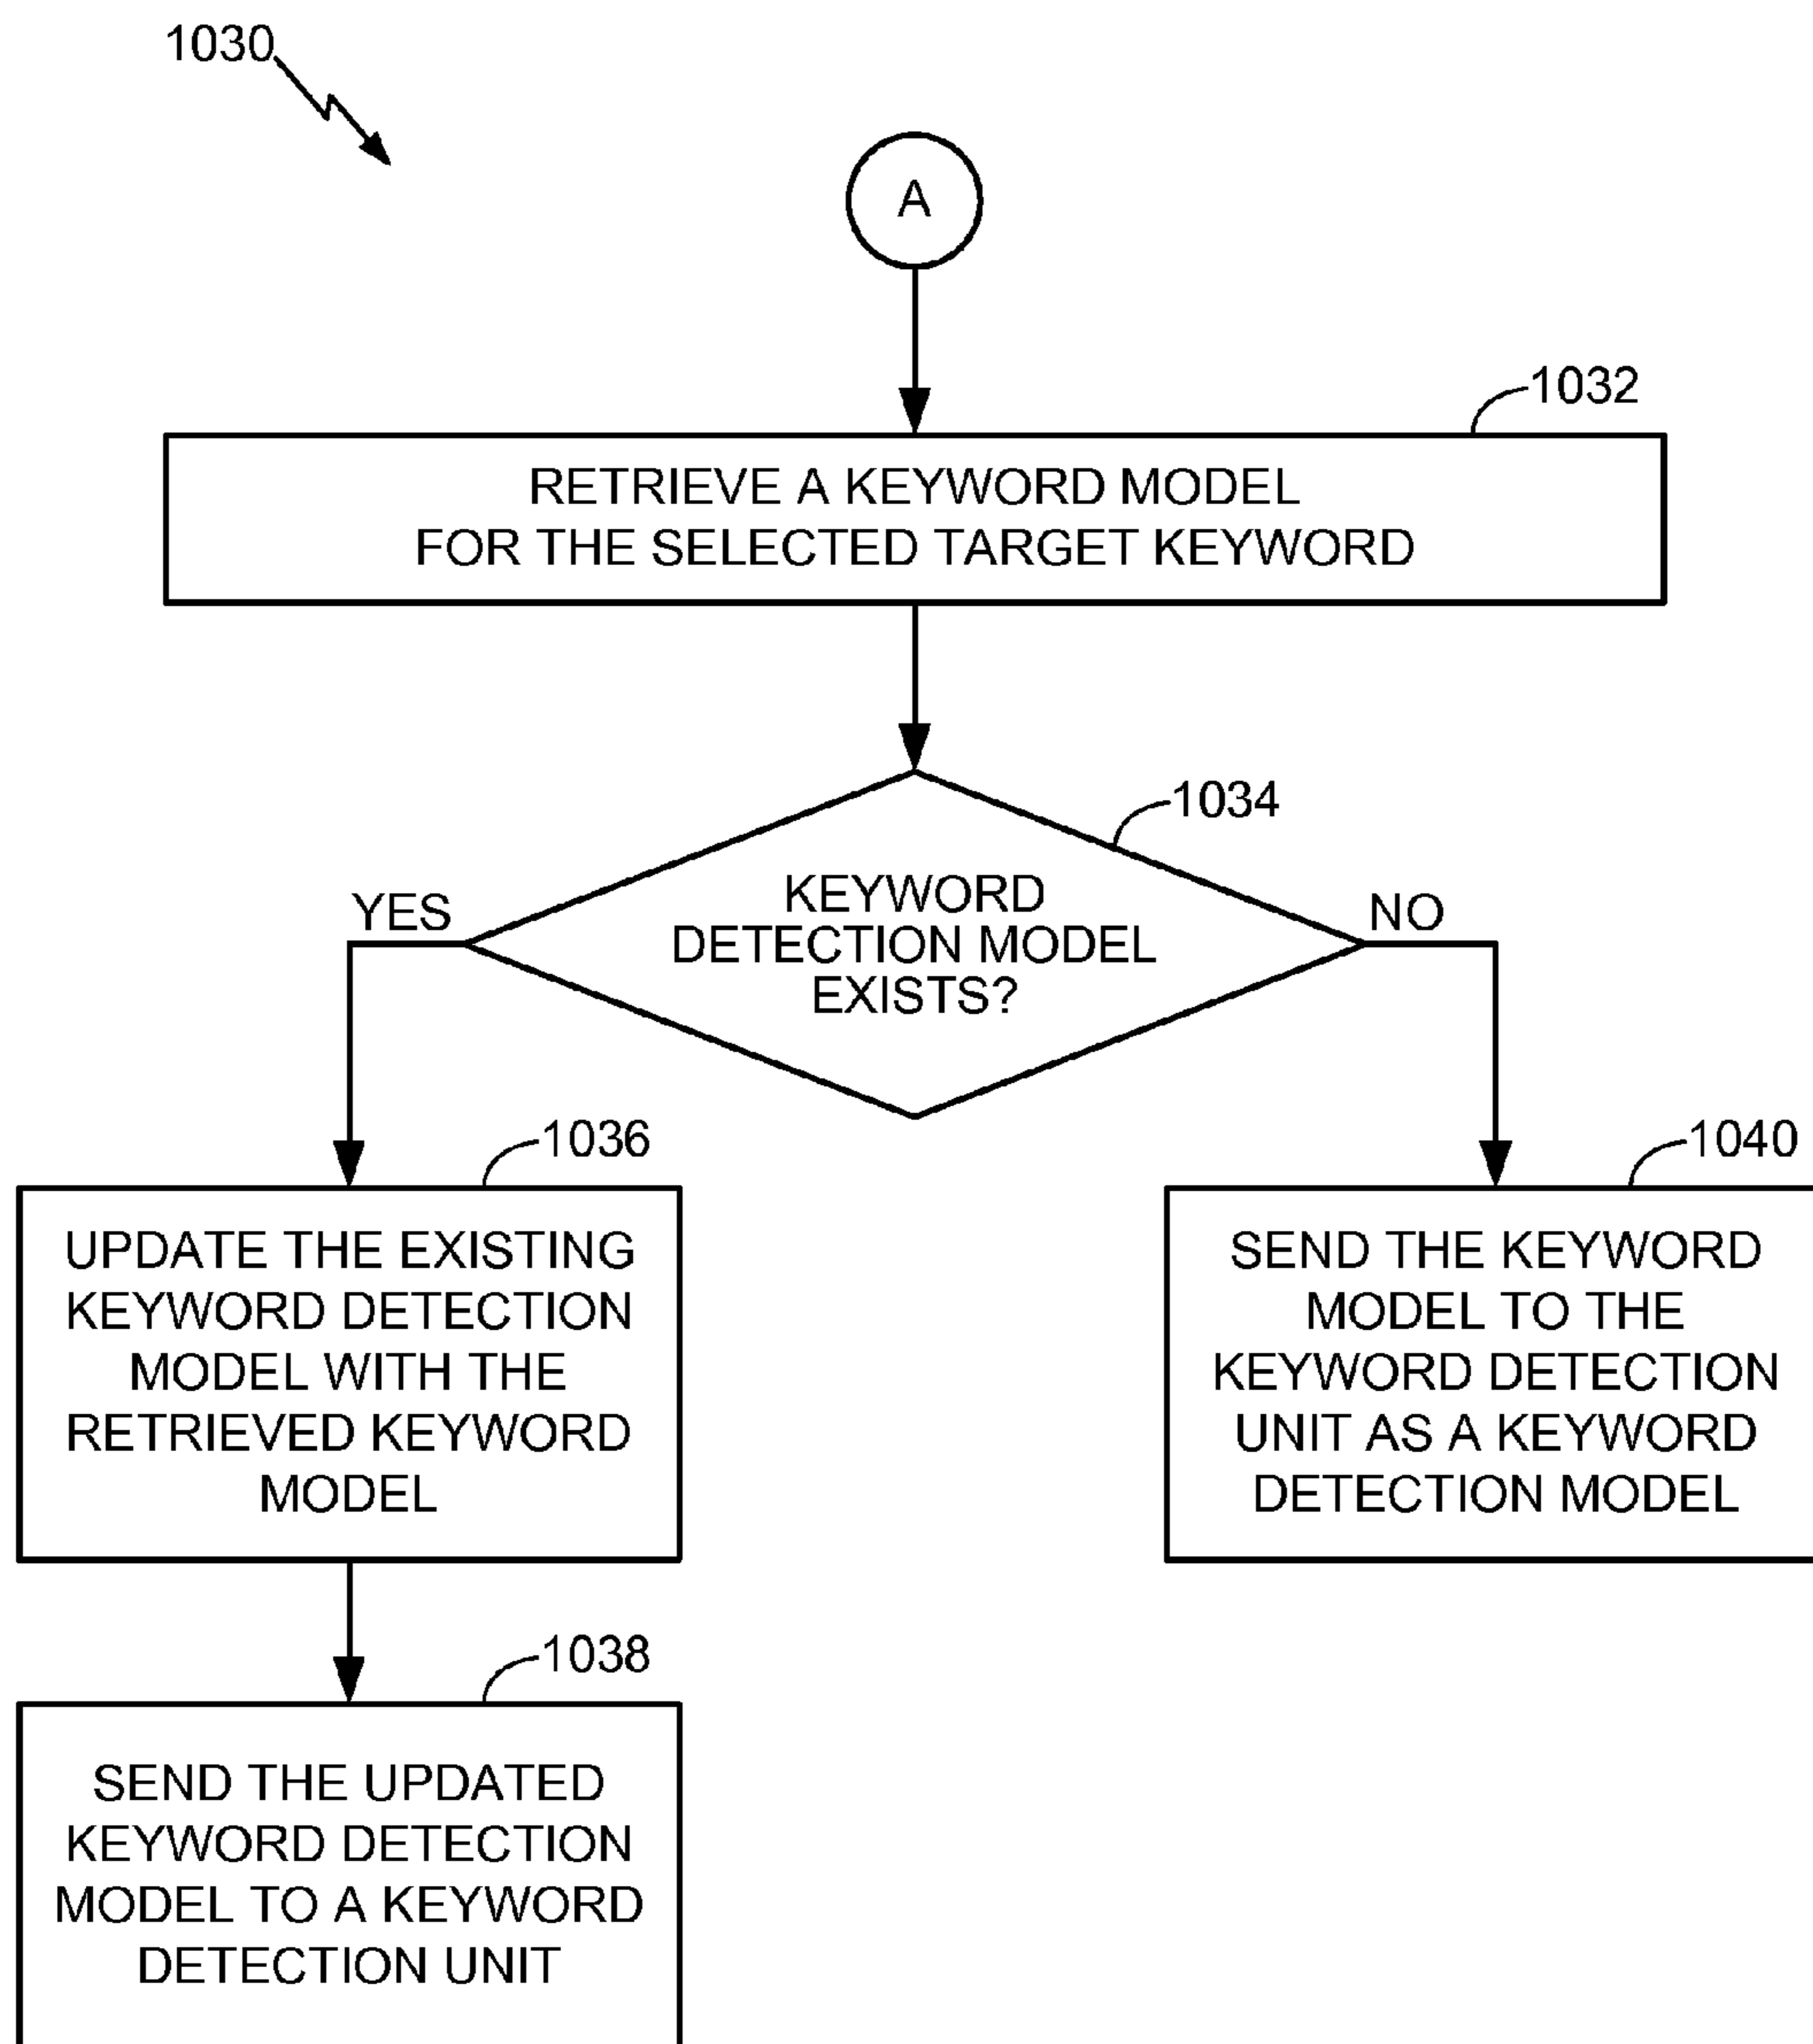 1030
A
1032
RETRIEVE A KEYWORD MODEL
FOR THE SELECTED TARGET KEYWORD
1034
KEYWORD
DETECTION MODEL
EXISTS?
YES
NO
1036
UPDATE THE EXISTING
KEYWORD DETECTION
MODEL WITH THE
RETRIEVED KEYWORD
MODEL
1040
SEND THE KEYWORD
MODEL TO THE
KEYWORD DETECTION
UNIT AS A KEYWORD
DETECTION MODEL
1038
SEND THE UPDATED
KEYWORD DETECTION
MODEL TO A KEYWORD
DETECTION UNIT